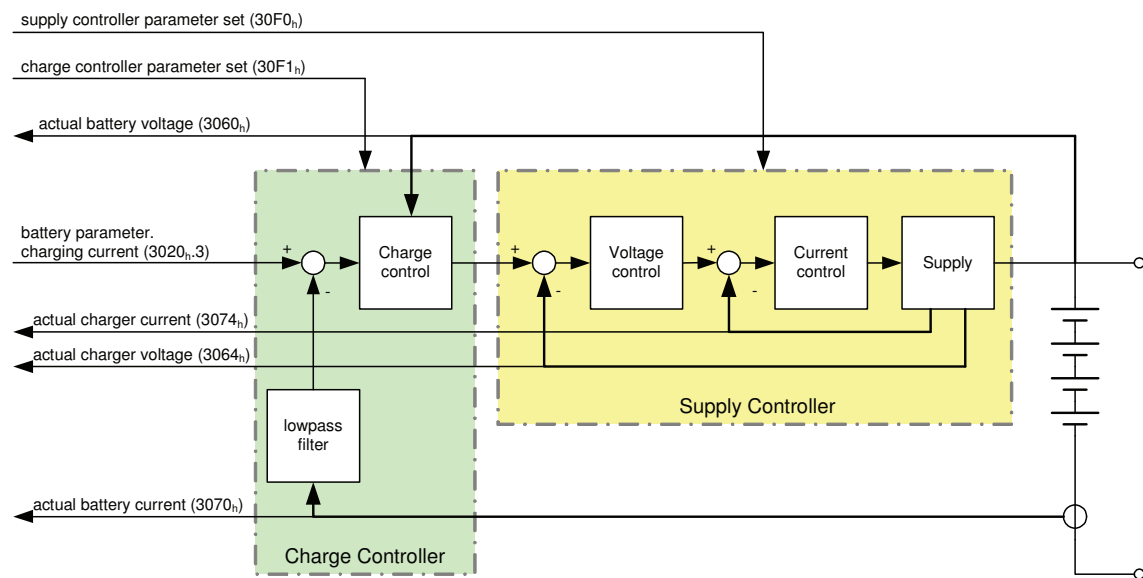 supply controller parameter set (30F0h)
charge controller parameter set (30F1h)
actual battery voltage (3060h)
battery parameter.
charging current (3020h.3)
+
-
Charge
control
+
-
Voltage
control
+
-
Current
control
Supply
actual charger current (3074h)
actual charger voltage (3064h)
lowpass
filter
Supply Controller
actual battery current (3070h)
Charge Controller